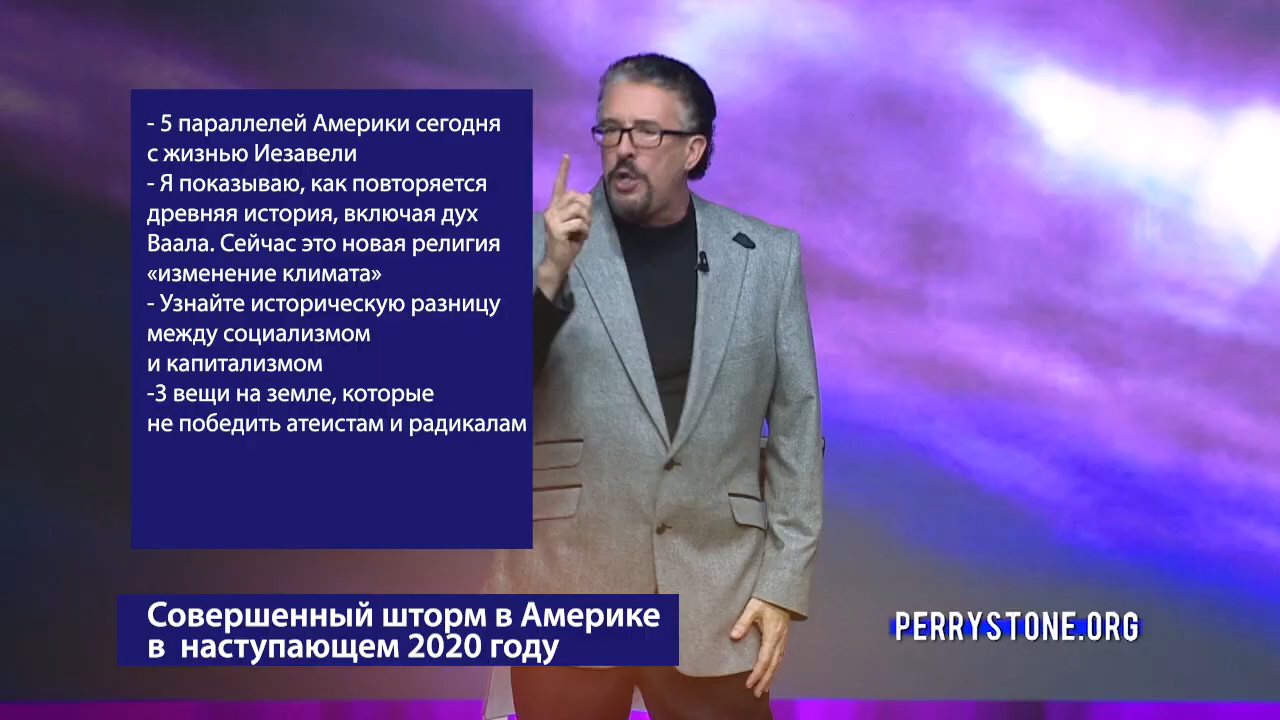 - 5 параллелей Америки сегодня
с жизнью Иезавели
- Я показываю, как повторяется
древняя история, включая дух
Ваала. Сейчас это новая религия
«изменение климата»
- Узнайте историческую разницу
между социализмом
и капитализмом
-3 вещи на земле, которые
не победить атеистам и радикалам
Совершенный шторм в Америке
в наступающем 2020 году
PERRYSTONE.ORG